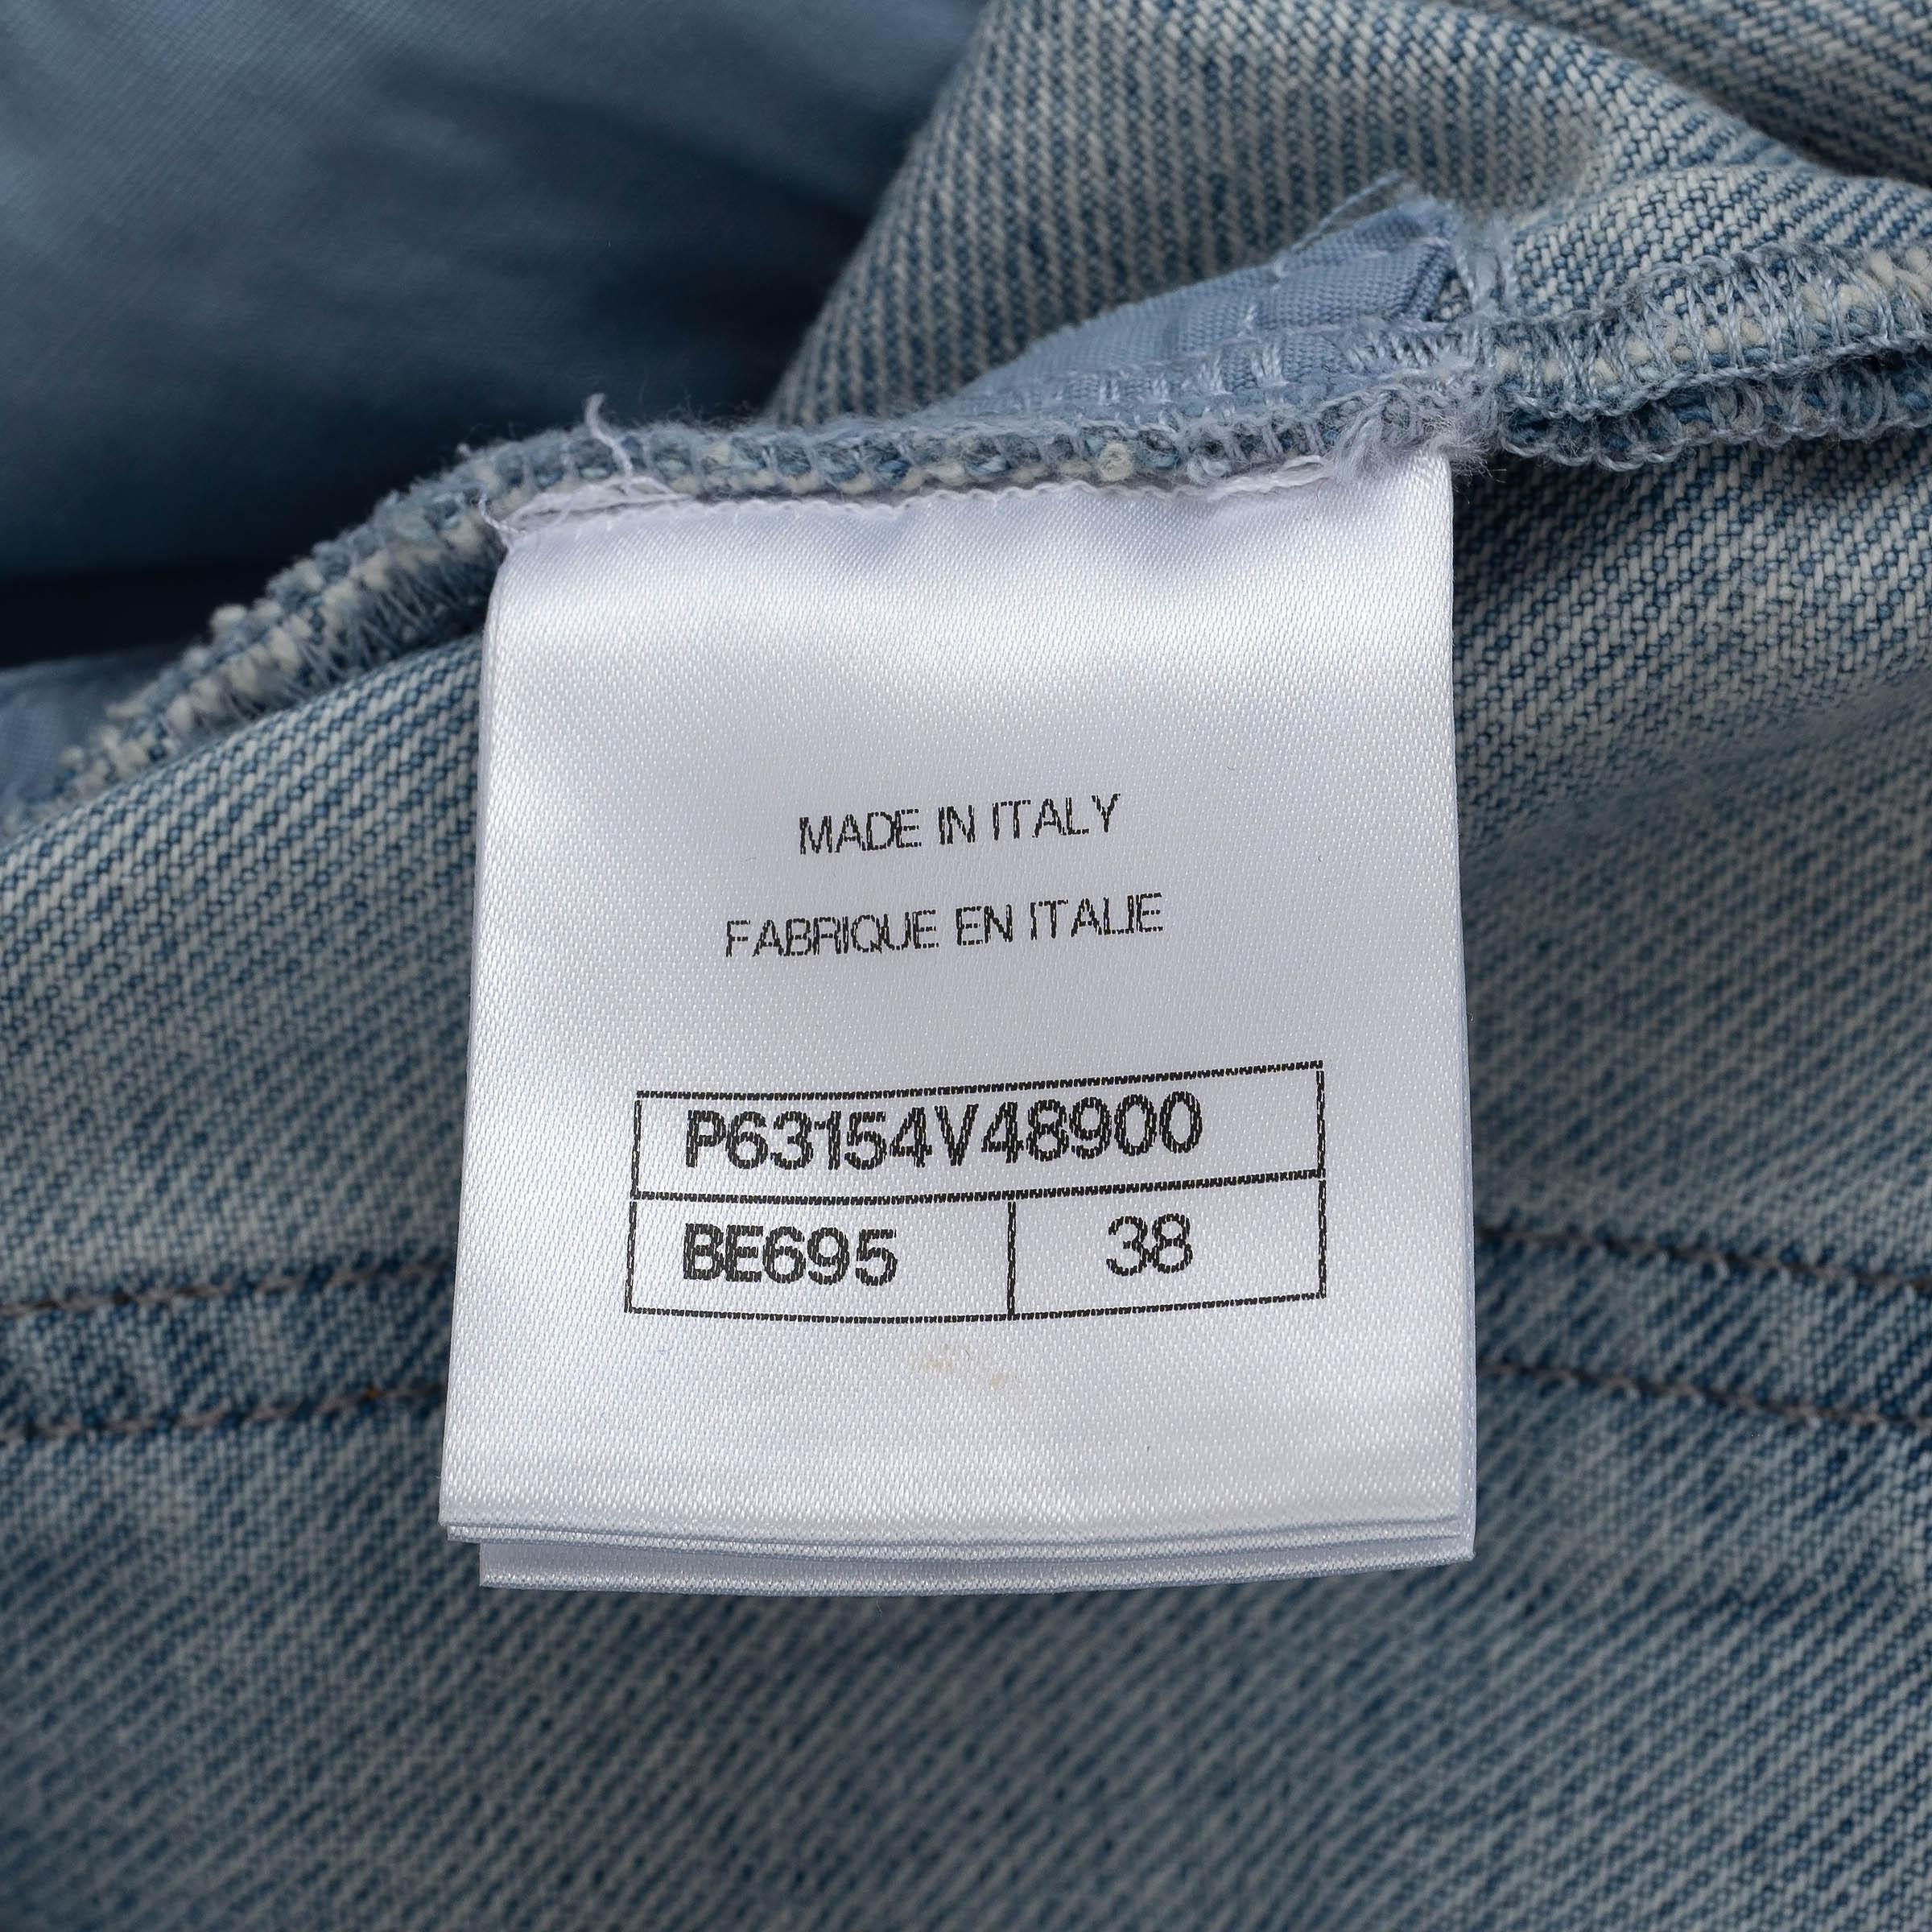 MADE IN ITALY
FABRIQUE EN ITALIE
P63154V48900
BE695 38